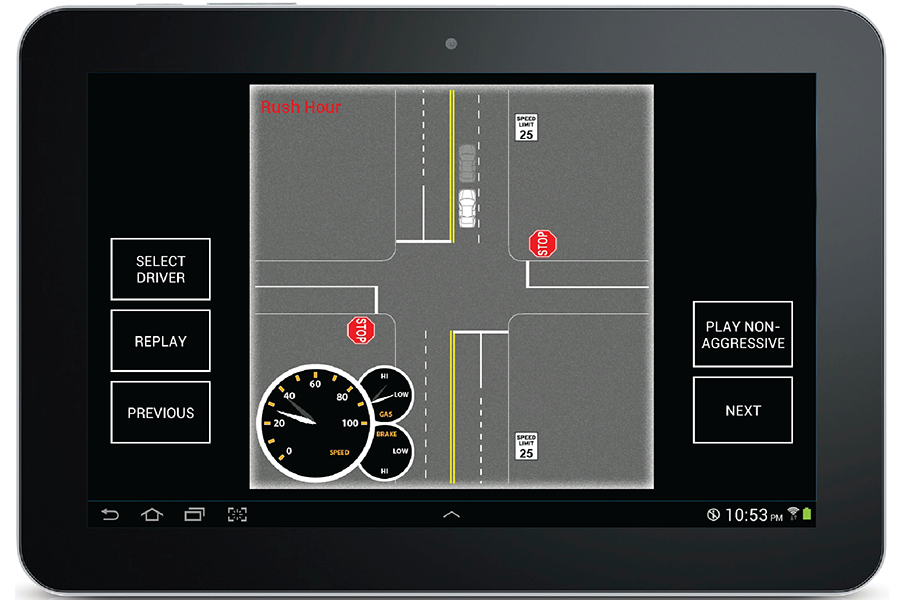 Rush Hour
SPEED
LIMIT
25
STOP
SELECT
DRIVER
REPLAY
PREVIOUS
STOP
PLAY NON-
AGGRESSIVE
NEXT
0
20
40
60
80
100
SPEED
HI
LOW
GAS
BRAKE
LOW
HI
SPEED
LIMIT
25
10:53 PM